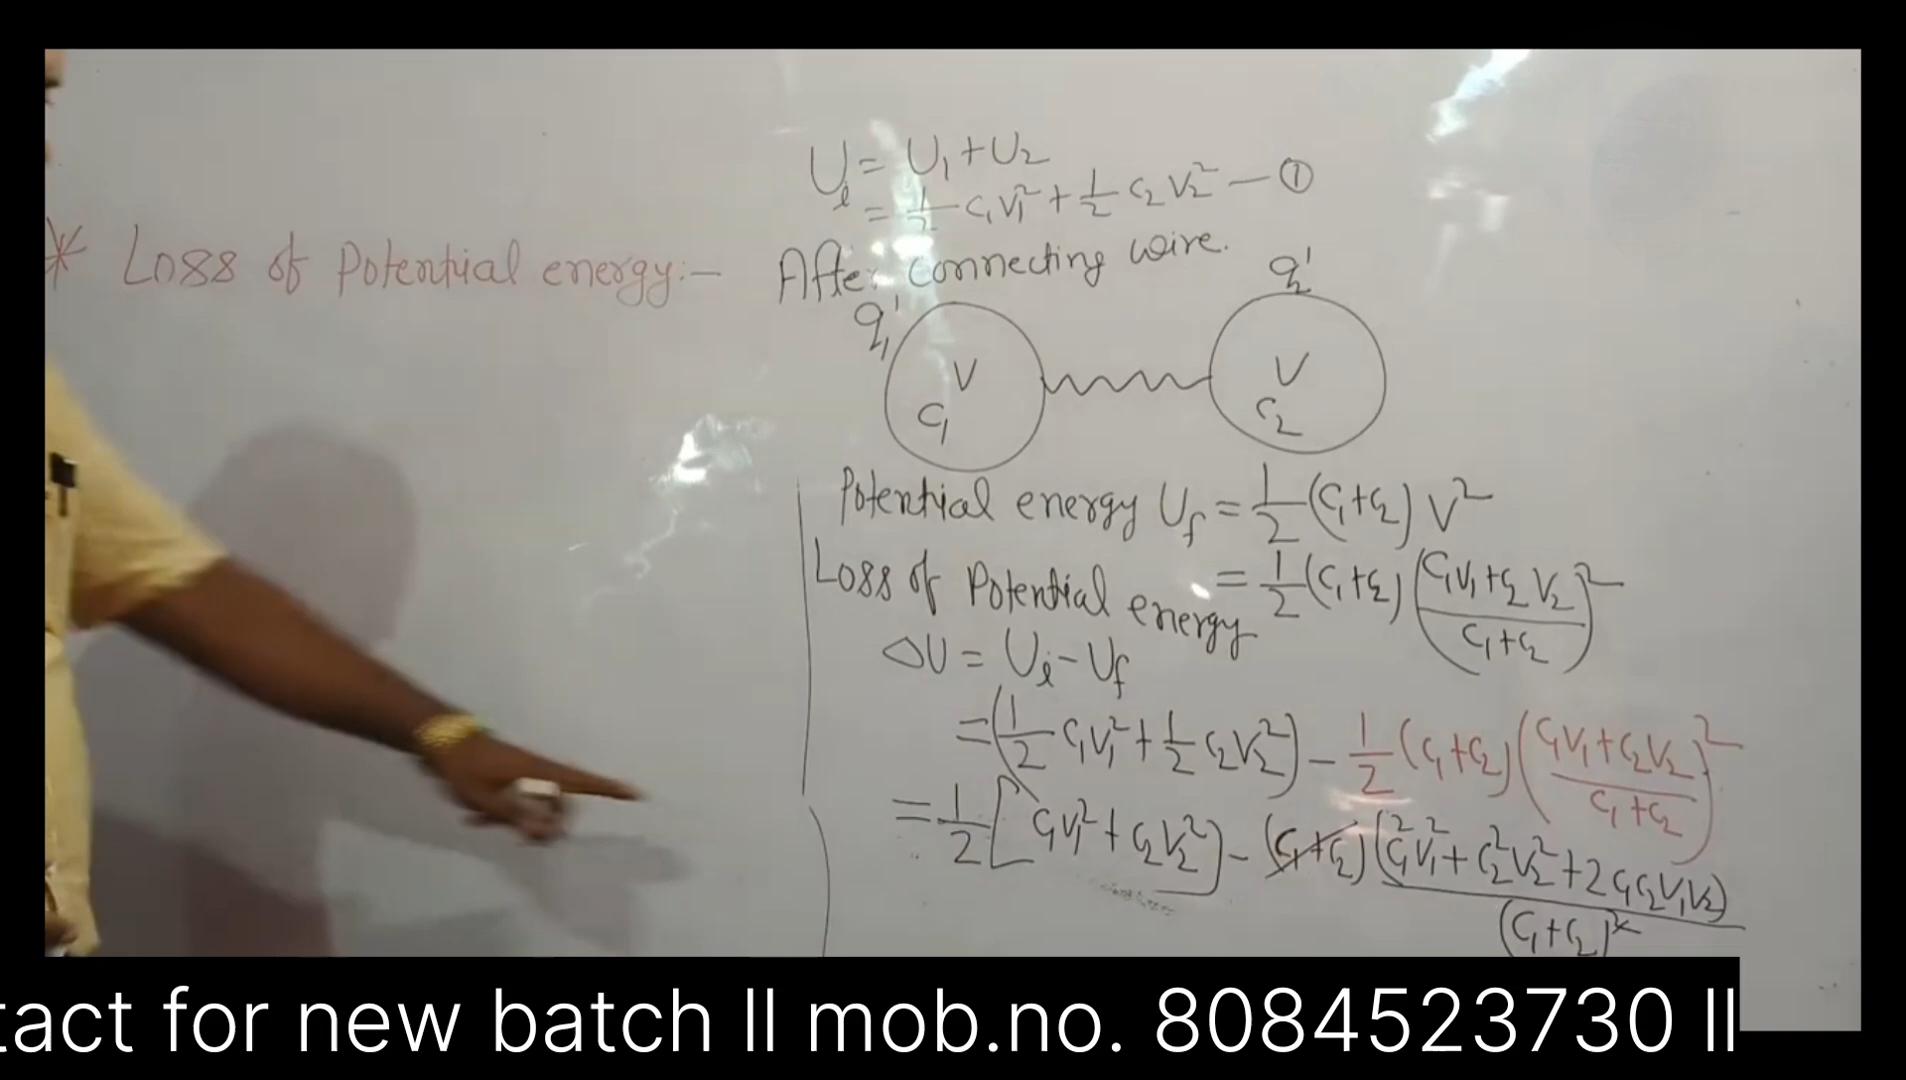 U_i = U₁ + U₂
= 1/2 C₁V₁² + 1/2 C₂V₂² — ①
* Loss of Potential energy:—
After connecting wire.
q₁' q₂'
V V
C₁ C₂
Potential energy U_f = 1/2 (C₁+C₂) V²
= 1/2 (C₁+C₂) ((C₁V₁+C₂V₂)/(C₁+C₂))²
Loss of Potential energy
ΔU = U_i - U_f
= (1/2 C₁V₁² + 1/2 C₂V₂²) - 1/2 (C₁+C₂) ((C₁V₁+C₂V₂)/(C₁+C₂))²
= 1/2 [C₁V₁² + C₂V₂²) - (C₁+C₂) (C₁²V₁² + C₂²V₂² + 2C₁C₂V₁V₂)/(C₁+C₂)²
tact for new batch ll mob.no. 8084523730 ll